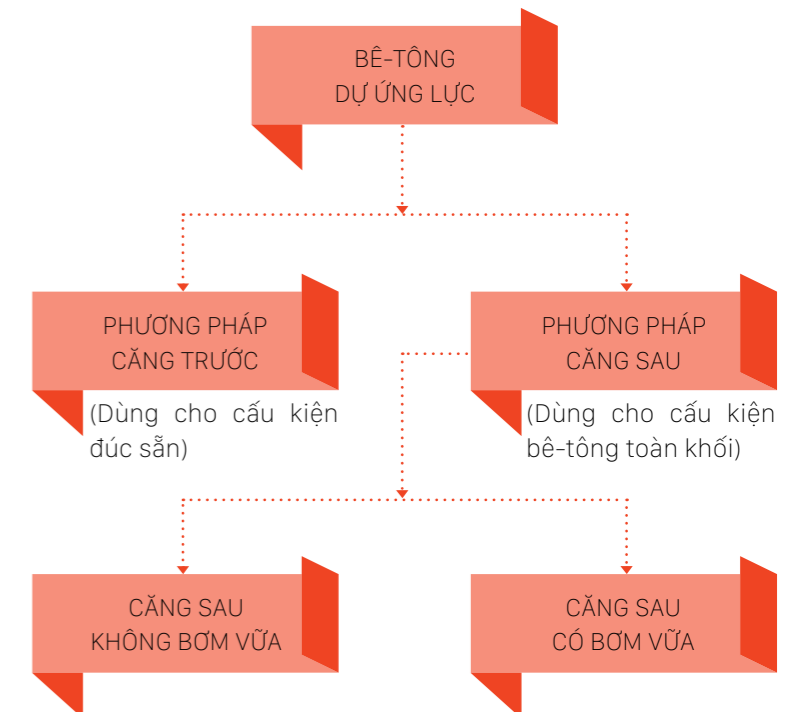 BÊ-TÔNG
DỰ ỨNG LỰC
PHƯƠNG PHÁP
CĂNG TRƯỚC
(Dùng cho cấu kiện
đúc sẵn)
PHƯƠNG PHÁP
CĂNG SAU
(Dùng cho cấu kiện
bê-tông toàn khối)
CĂNG SAU
KHÔNG BƠM VỮA
CĂNG SAU
CÓ BƠM VỮA